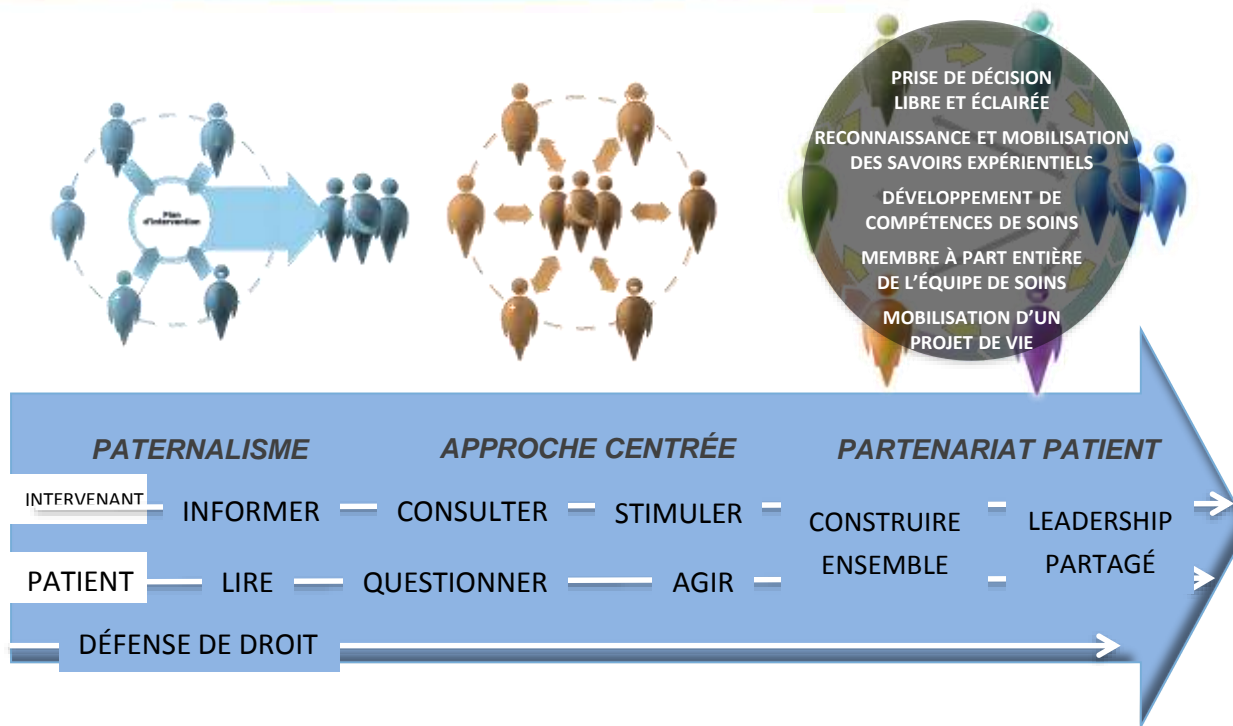 Plan
d'intervention
PRISE DE DÉCISION
LIBRE ET ÉCLAIRÉE
RECONNAISSANCE ET MOBILISATION
DES SAVOIRS EXPÉRIENTIELS
DÉVELOPPEMENT DE
COMPÉTENCES DE SOINS
MEMBRE À PART ENTIÈRE
DE L'ÉQUIPE DE SOINS
MOBILISATION D'UN
PROJET DE VIE
PATERNALISME
APPROCHE CENTRÉE
PARTENARIAT PATIENT
INTERVENANT
INFORMER
CONSULTER
STIMULER
CONSTRUIRE
ENSEMBLE
LEADERSHIP
PARTAGÉ
PATIENT
LIRE
QUESTIONNER
AGIR
DÉFENSE DE DROIT